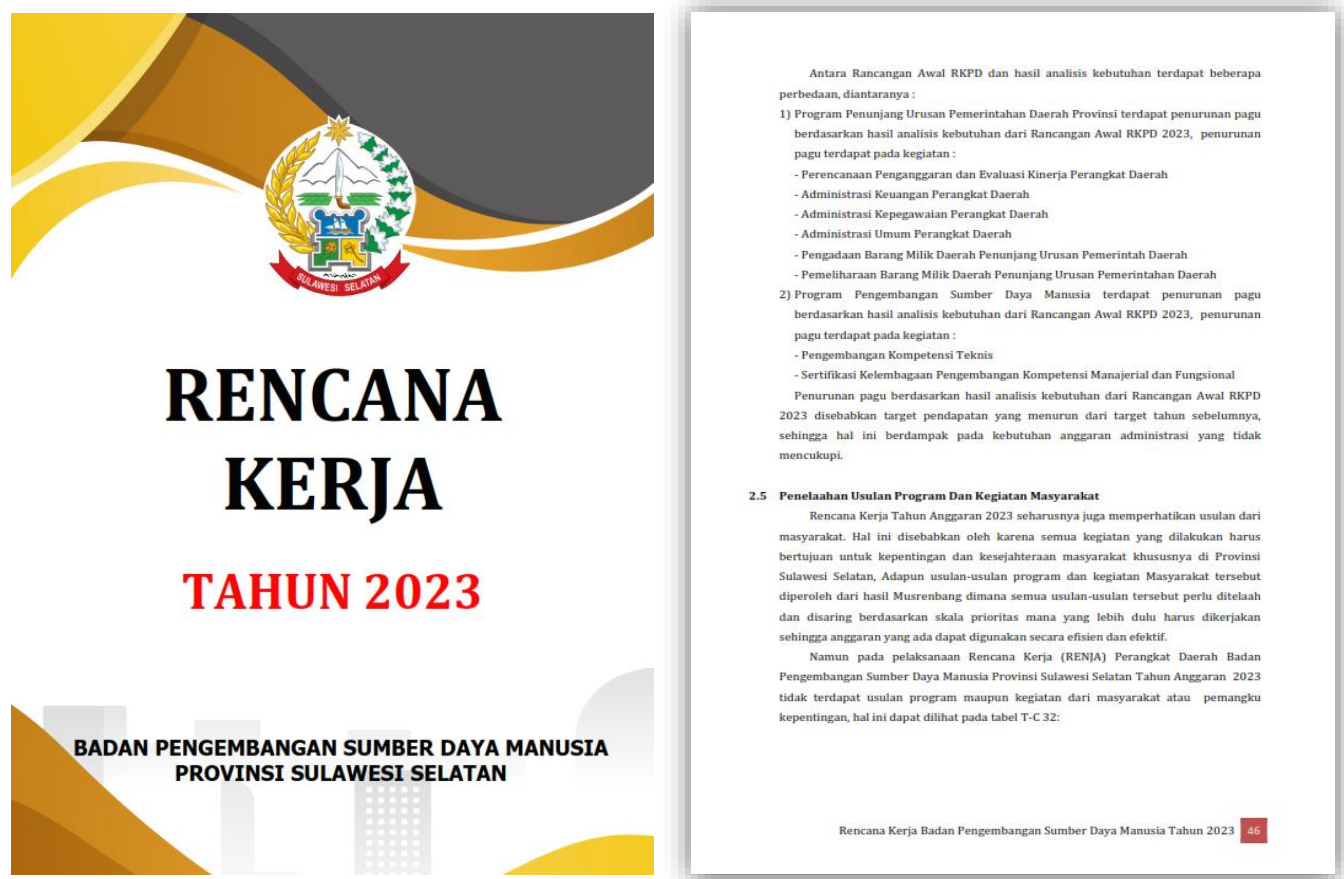 SULAWESI SELATAN
RENCANA
KERJA
TAHUN 2023
BADAN PENGEMBANGAN SUMBER DAYA MANUSIA
PROVINSI SULAWESI SELATAN
Antara Rancangan Awal RKPD dan hasil analisis kebutuhan terdapat beberapa
perbedaan, diantaranya :
1) Program Penunjang Urusan Pemerintahan Daerah Provinsi terdapat penurunan pagu
berdasarkan hasil analisis kebutuhan dari Rancangan Awal RKPD 2023, penurunan
pagu terdapat pada kegiatan :
- Perencanaan Penganggaran dan Evaluasi Kinerja Perangkat Daerah
- Administrasi Keuangan Perangkat Daerah
- Administrasi Kepegawaian Perangkat Daerah
- Administrasi Umum Perangkat Daerah
- Pengadaan Barang Milik Daerah Penunjang Urusan Pemerintah Daerah
- Pemeliharaan Barang Milik Daerah Penunjang Urusan Pemerintahan Daerah
2) Program Pengembangan Sumber Daya Manusia terdapat penurunan pagu
berdasarkan hasil analisis kebutuhan dari Rancangan Awal RKPD 2023, penurunan
pagu terdapat pada kegiatan :
- Pengembangan Kompetensi Teknis
- Sertifikasi Kelembagaan Pengembangan Kompetensi Manajerial dan Fungsional
Penurunan pagu berdasarkan hasil analisis kebutuhan dari Rancangan Awal RKPD
2023 disebabkan target pendapatan yang menurun dari target tahun sebelumnya,
sehingga hal ini berdampak pada kebutuhan anggaran administrasi yang tidak
mencukupi.
2.5 Penelaahan Usulan Program Dan Kegiatan Masyarakat
Rencana Kerja Tahun Anggaran 2023 seharusnya juga memperhatikan usulan dari
masyarakat. Hal ini disebabkan oleh karena semua kegiatan yang dilakukan harus
bertujuan untuk kepentingan dan kesejahteraan masyarakat khususnya di Provinsi
Sulawesi Selatan, Adapun usulan-usulan program dan kegiatan Masyarakat tersebut
diperoleh dari hasil Musrenbang dimana semua usulan-usulan tersebut perlu ditelaah
dan disaring berdasarkan skala prioritas mana yang lebih dulu harus dikerjakan
sehingga anggaran yang ada dapat digunakan secara efisien dan efektif.
Namun pada pelaksanaan Rencana Kerja (RENJA) Perangkat Daerah Badan
Pengembangan Sumber Daya Manusia Provinsi Sulawesi Selatan Tahun Anggaran 2023
tidak terdapat usulan program maupun kegiatan dari masyarakat atau pemangku
kepentingan, hal ini dapat dilihat pada tabel T-C 32:
Rencana Kerja Badan Pengembangan Sumber Daya Manusia Tahun 2023 46